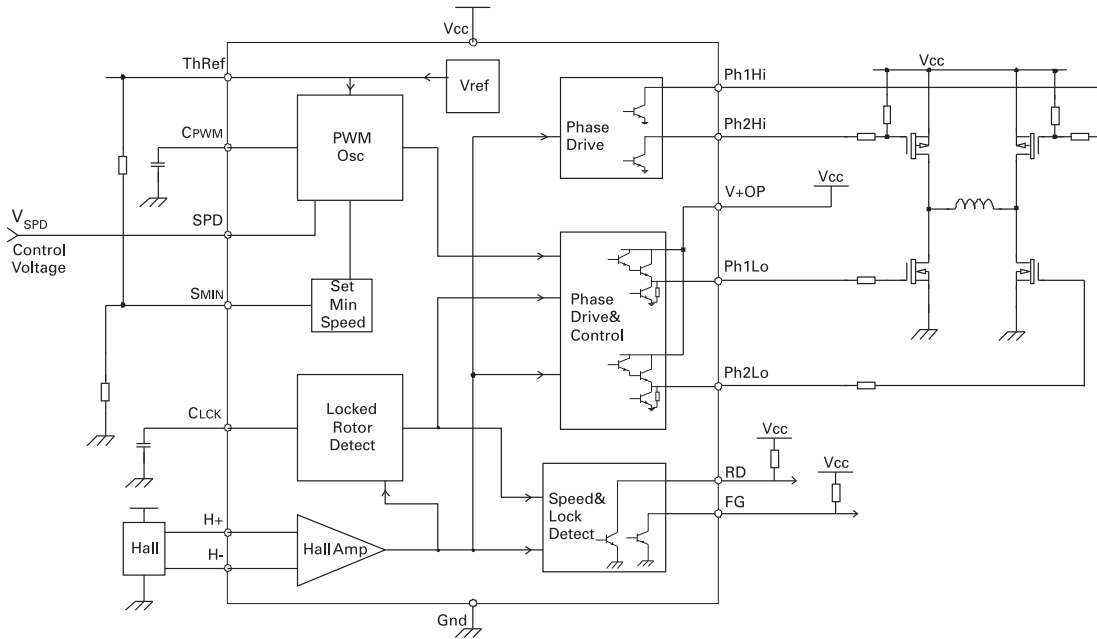 Vcc
ThRef
Vref
CPWM
PWM
Osc
VSPD
Control
Voltage
SPD
SMIN
Set
Min
Speed
CLCK
Locked
Rotor
Detect
H+
H-
Hall
Hall Amp
Gnd
Phase
Drive
Phase
Drive&
Control
Speed&
Lock
Detect
Ph1Hi
Ph2Hi
V+OP
Vcc
Ph1Lo
Ph2Lo
RD
FG
Vcc
Vcc
Vcc